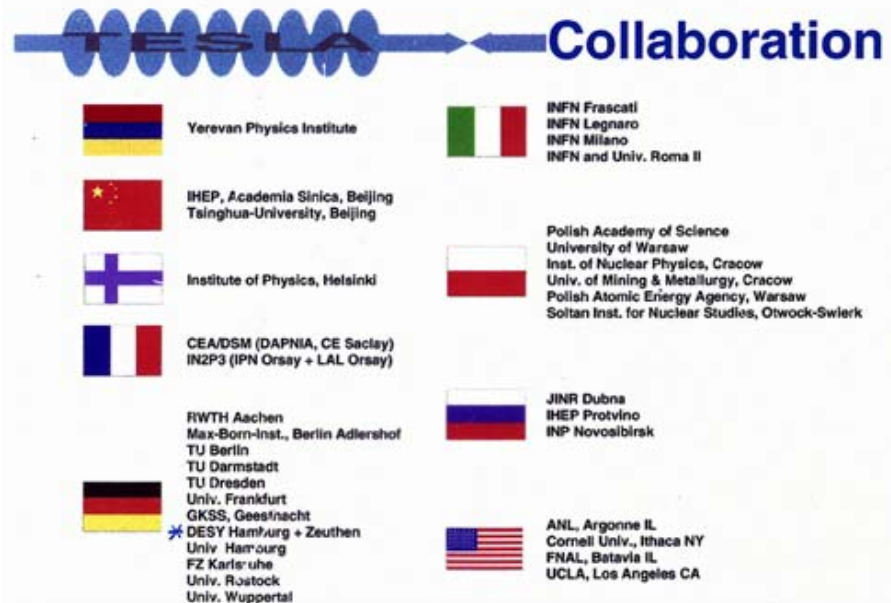 TESLA Collaboration
Yerevan Physics Institute
IHEP, Academia Sinica, Beijing
Tsinghua-University, Beijing
Institute of Physics, Helsinki
CEA/DSM (DAPNIA, CE Saclay)
IN2P3 (IPN Orsay + LAL Orsay)
RWTH Aachen
Max-Born-Inst., Berlin Adlershof
TU Berlin
TU Darmstadt
TU Dresden
Univ. Frankfurt
GKSS, Geesthacht
* DESY Hamburg + Zeuthen
Univ Hamburg
FZ Karlsruhe
Univ. Rostock
Univ. Wuppertal
INFN Frascati
INFN Legnaro
INFN Milano
INFN and Univ. Roma II
Polish Academy of Science
University of Warsaw
Inst. of Nuclear Physics, Cracow
Univ. of Mining & Metallurgy, Cracow
Polish Atomic Energy Agency, Warsaw
Soltan Inst. for Nuclear Studies, Otwock-Swierk
JINR Dubna
IHEP Protvino
INP Novosibirsk
ANL, Argonne IL
Cornell Univ., Ithaca NY
FNAL, Batavia IL
UCLA, Los Angeles CA